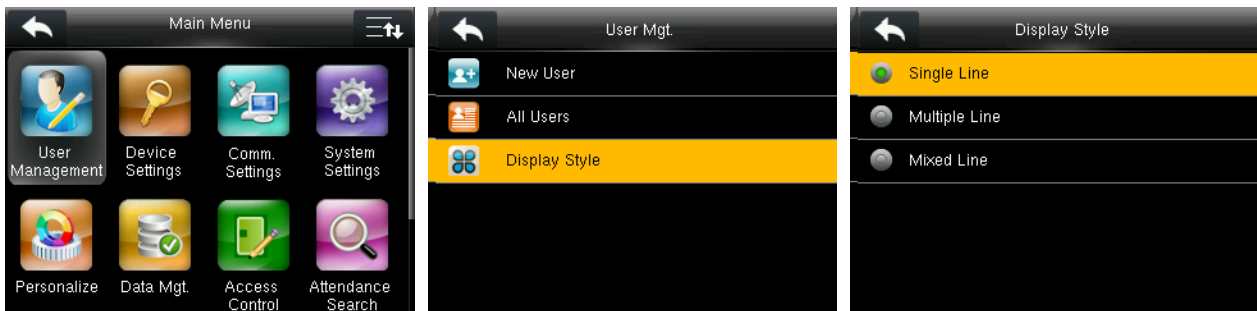 Main Menu
User Management
Device Settings
Comm. Settings
System Settings
Personalize
Data Mgt.
Access Control
Attendance Search
User Mgt.
New User
All Users
Display Style
Display Style
Single Line
Multiple Line
Mixed Line